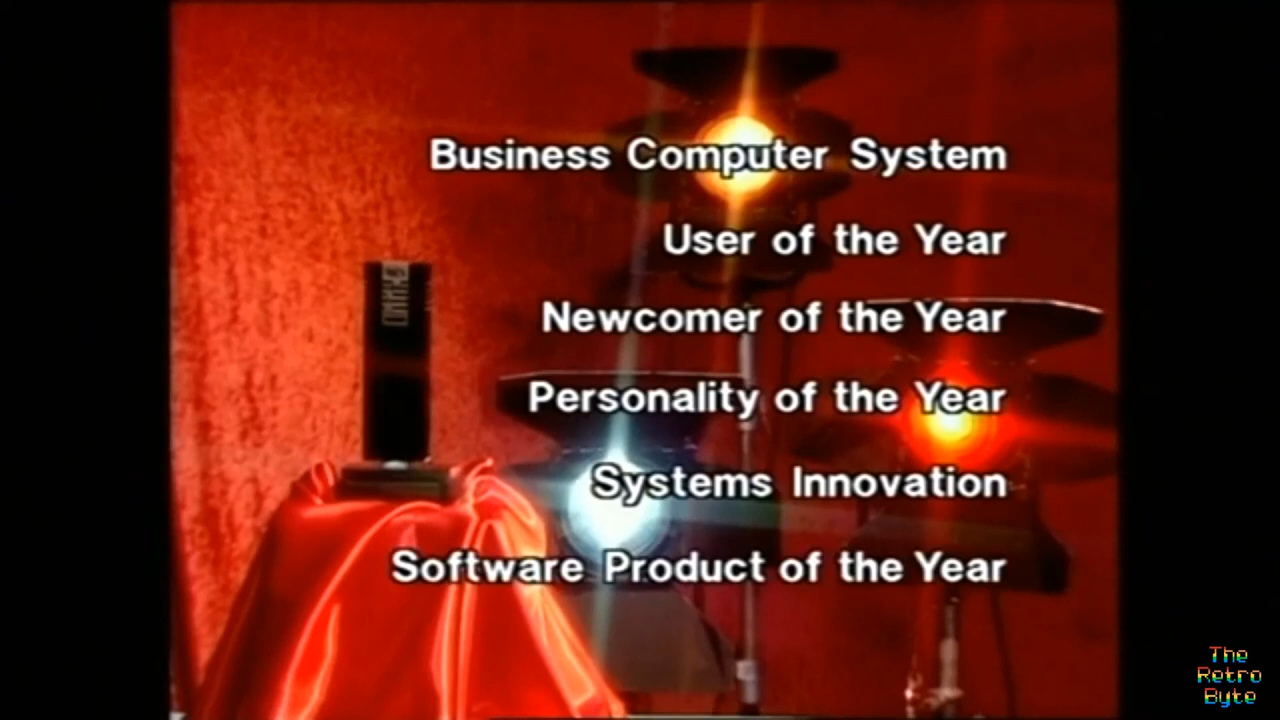 Business Computer System
User of the Year
Newcomer of the Year
Personality of the Year
Systems Innovation
Software Product of the Year
The
Retro
Byte